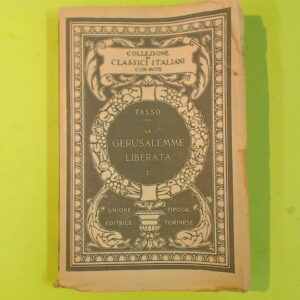 COLLEZIONE
DI
CLASSICI ITALIANI
CON NOTE
TASSO
LA
GERUSALEMME
LIBERATA
I.
UNIONE TIPOGR.
EDITRICE TORINESE